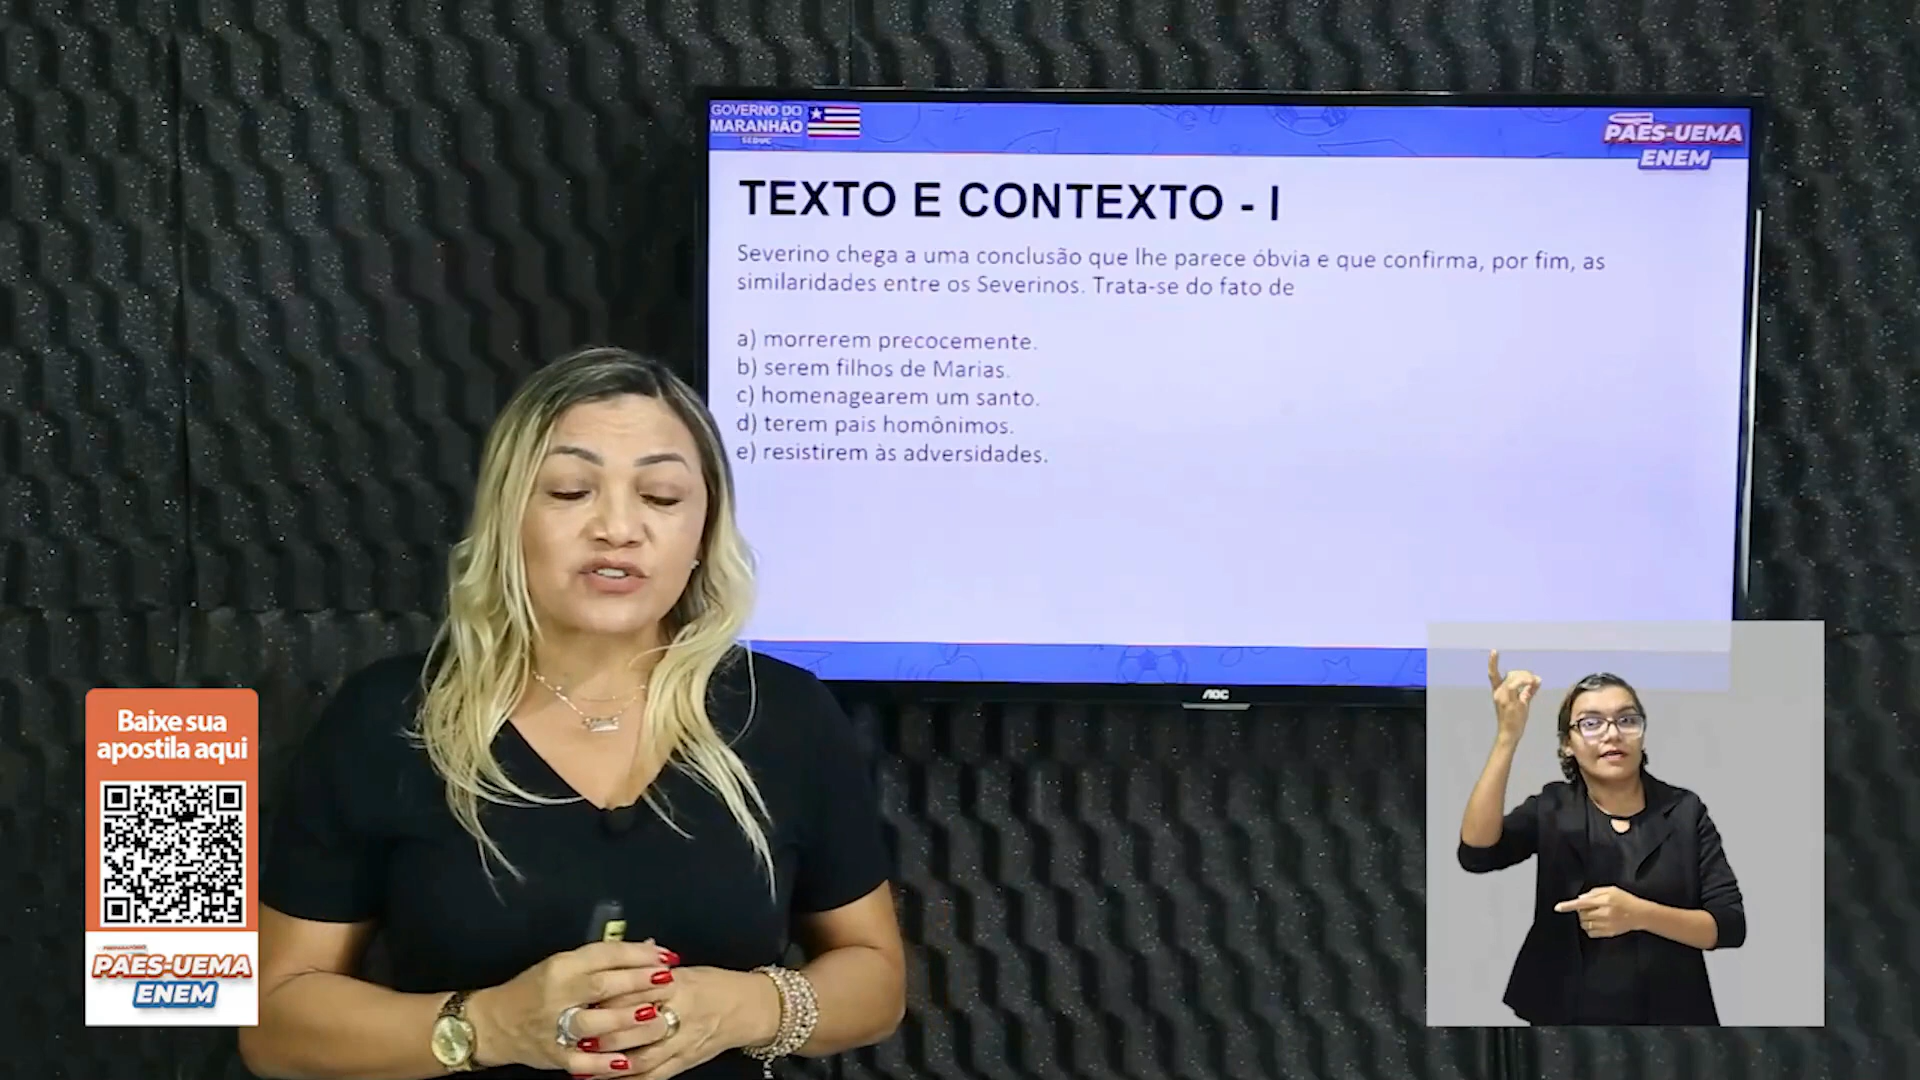 GOVERNO DO
MARANHÃO
SEDUC
PAES-UEMA
ENEM
TEXTO E CONTEXTO - I
Severino chega a uma conclusão que lhe parece óbvia e que confirma, por fim, as
similaridades entre os Severinos. Trata-se do fato de
a) morrerem precocemente.
b) serem filhos de Marias.
c) homenagearem um santo.
d) terem pais homônimos.
e) resistirem às adversidades.
AOC
Baixe sua
apostila aqui
PAES-UEMA
ENEM